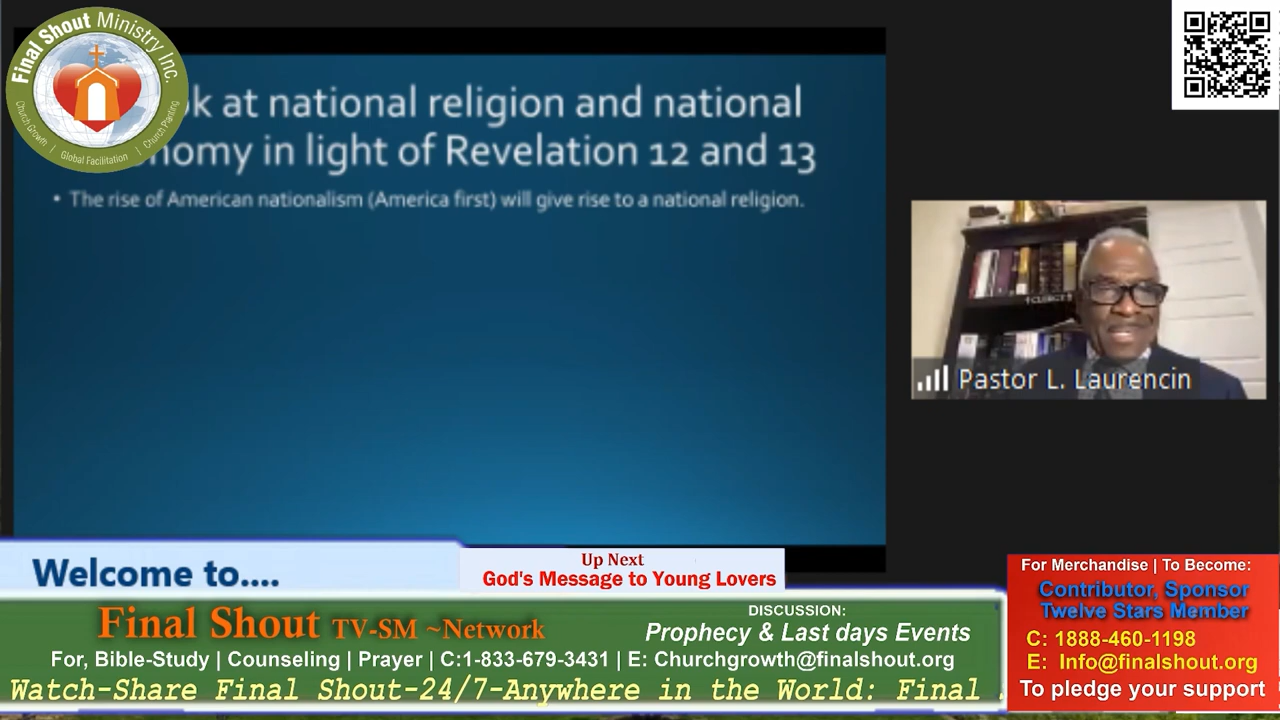 Final Shout Ministry Inc.
Church Growth | Global Facilitation | Church Planting
ok at national religion and national
nomy in light of Revelation 12 and 13
• The rise of American nationalism (America first) will give rise to a national religion.
CLERGY
Pastor L. Laurencin
Welcome to....
Up Next
God's Message to Young Lovers
Final Shout TV-SM ~Network
DISCUSSION:
Prophecy & Last days Events
For, Bible-Study | Counseling | Prayer | C:1-833-679-3431 | E: Churchgrowth@finalshout.org
Watch-Share Final Shout-24/7-Anywhere in the World: Final
For Merchandise | To Become:
Contributor, Sponsor
Twelve Stars Member
C: 1888-460-1198
E: Info@finalshout.org
To pledge your support